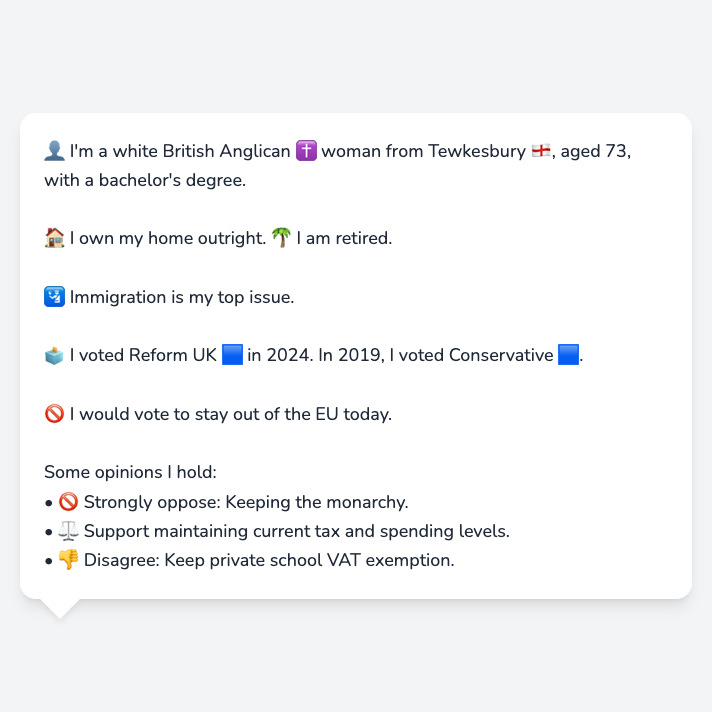 👤 I'm a white British Anglican ✝️ woman from Tewkesbury 🏴󠁧󠁢󠁥󠁮󠁧󠁿, aged 73,
with a bachelor's degree.
🏠 I own my home outright. 🌴 I am retired.
🛂 Immigration is my top issue.
🗳️ I voted Reform UK 🟦 in 2024. In 2019, I voted Conservative 🟦.
🚫 I would vote to stay out of the EU today.
Some opinions I hold:
• 🚫 Strongly oppose: Keeping the monarchy.
• ⚖️ Support maintaining current tax and spending levels.
• 👎 Disagree: Keep private school VAT exemption.